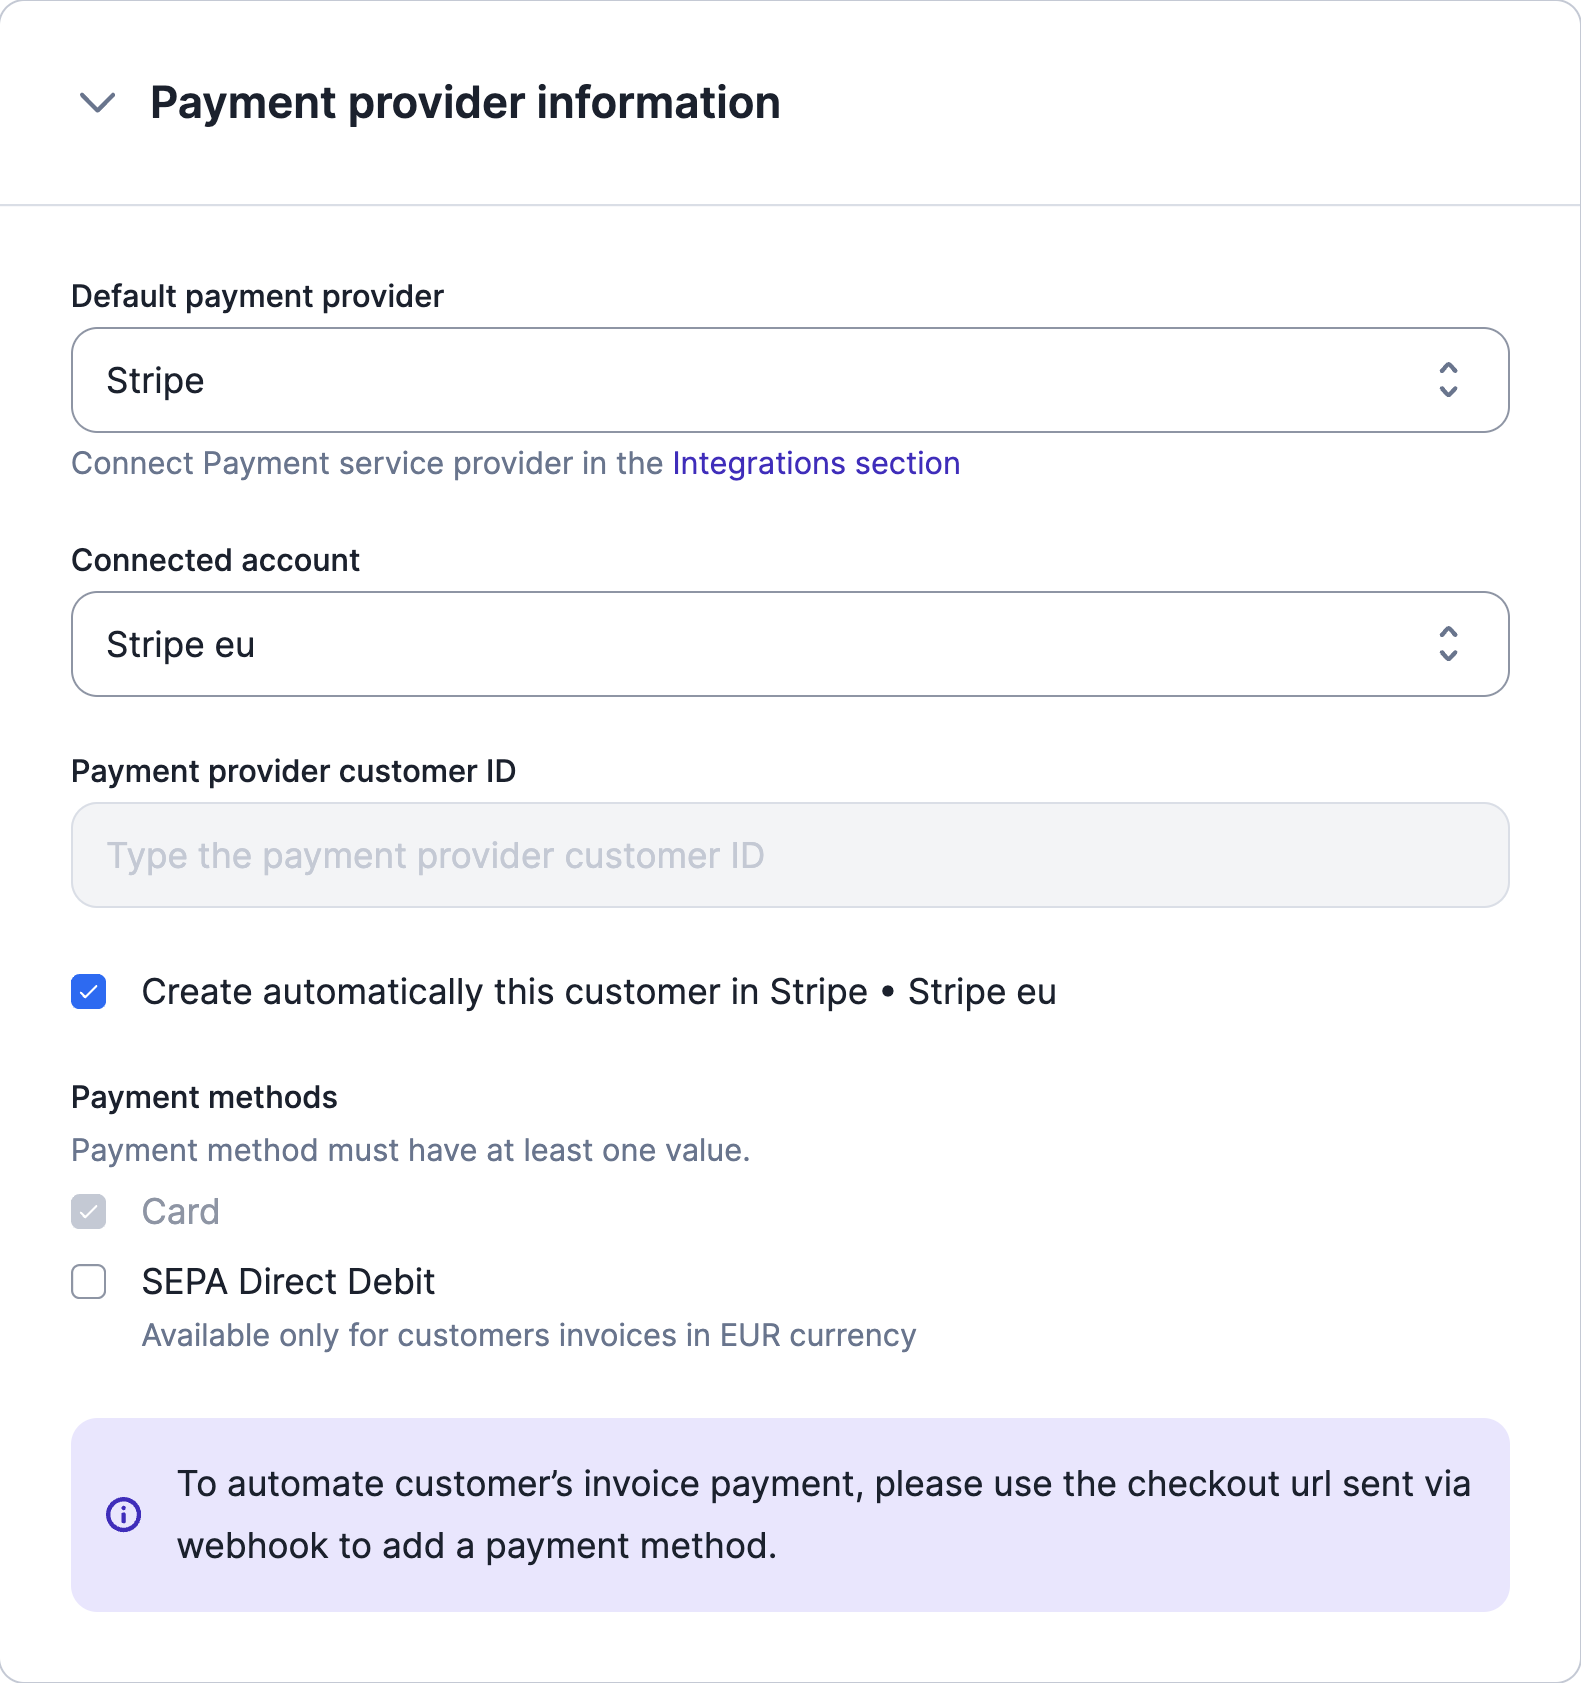 Payment provider information
Default payment provider
Stripe
Connect Payment service provider in the Integrations section
Connected account
Stripe eu
Payment provider customer ID
Type the payment provider customer ID
Create automatically this customer in Stripe • Stripe eu
Payment methods
Payment method must have at least one value.
Card
SEPA Direct Debit
Available only for customers invoices in EUR currency
To automate customer’s invoice payment, please use the checkout url sent via
webhook to add a payment method.